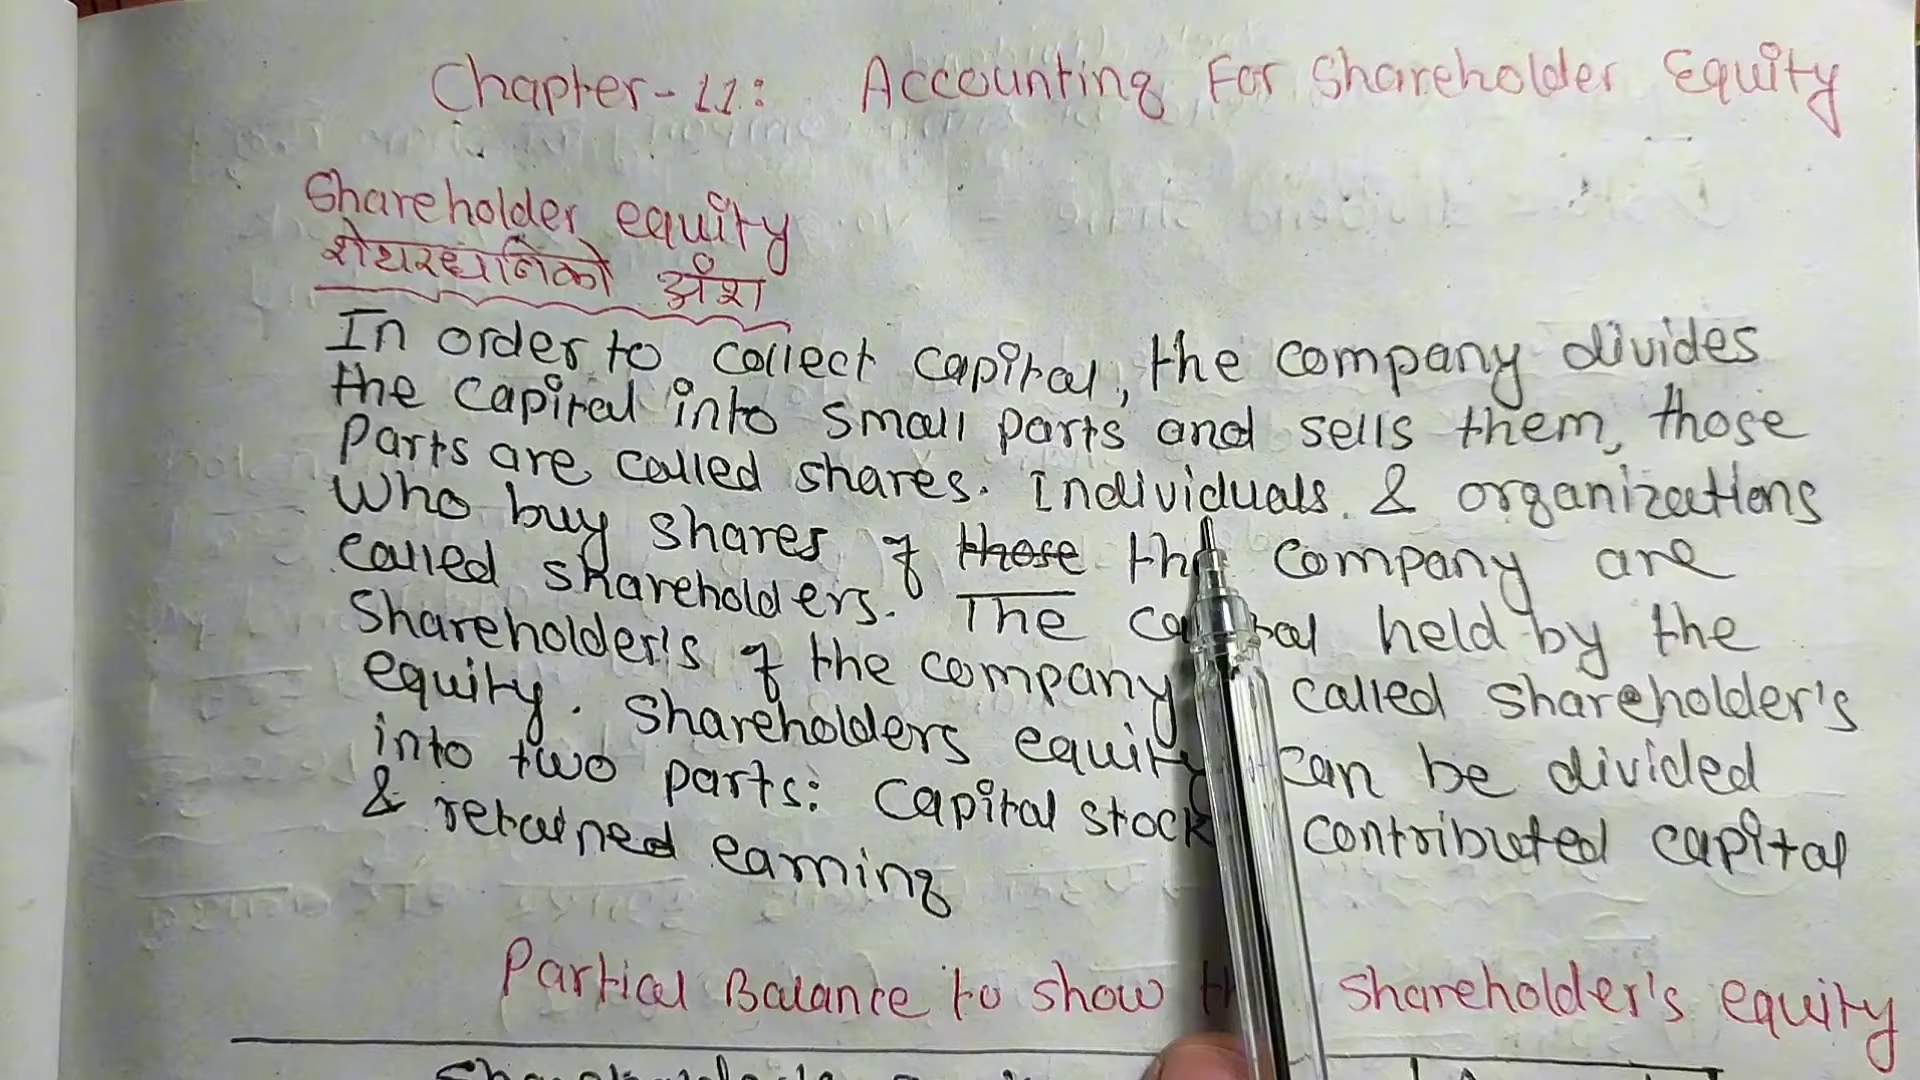 Chapter-11: Accounting For Shareholder Equity
Shareholder equity
शेयरधनिको अंश
In order to collect capital, the company divides
the capital into small parts and sells them, those
Parts are called shares. Individuals & organizations
who buy shares of those the company are
called shareholders. The capital held by the
Shareholder's of the company called shareholder's
equity. Shareholders equity can be divided
into two parts: Capital stock contributed capital
& retained earning
Partial Balance to show the shareholder's equity